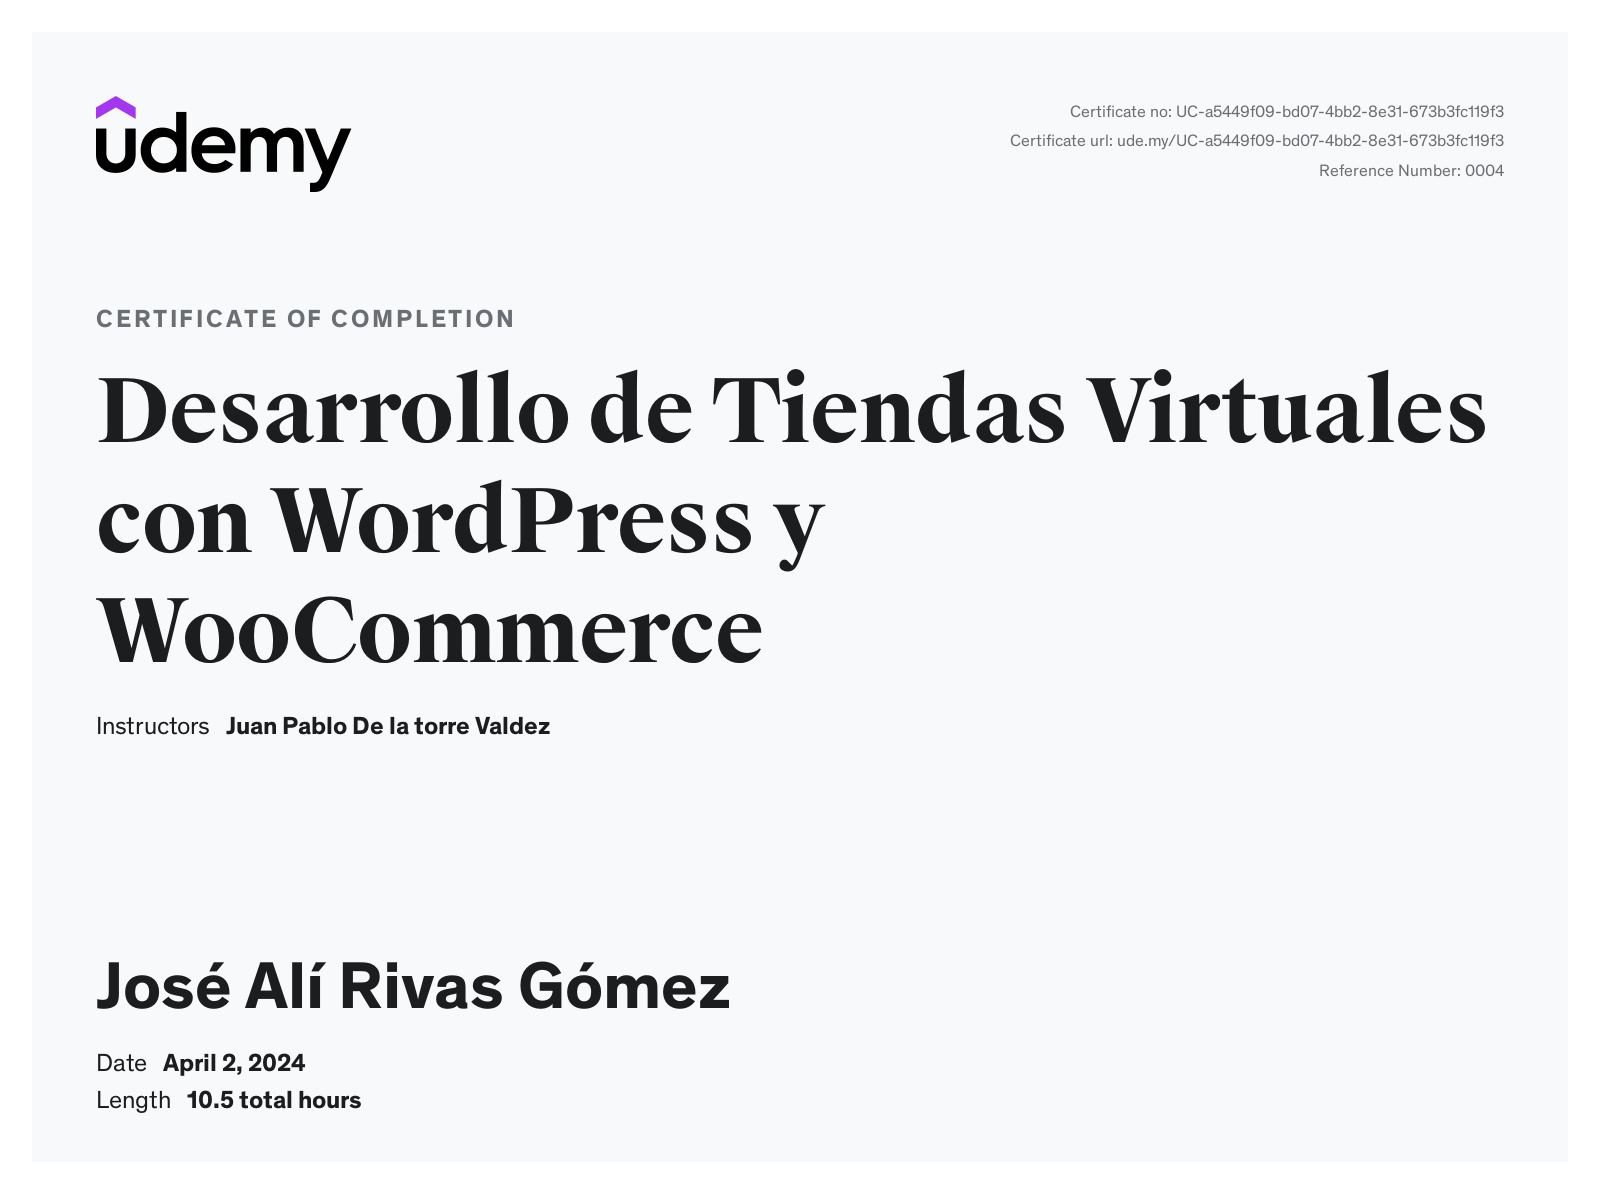 udemy
Certificate no: UC-a5449f09-bd07-4bb2-8e31-673b3fc119f3
Certificate url: ude.my/UC-a5449f09-bd07-4bb2-8e31-673b3fc119f3
Reference Number: 0004
CERTIFICATE OF COMPLETION
Desarrollo de Tiendas Virtuales
con WordPress y
WooCommerce
Instructors Juan Pablo De la torre Valdez
José Alí Rivas Gómez
Date April 2, 2024
Length 10.5 total hours